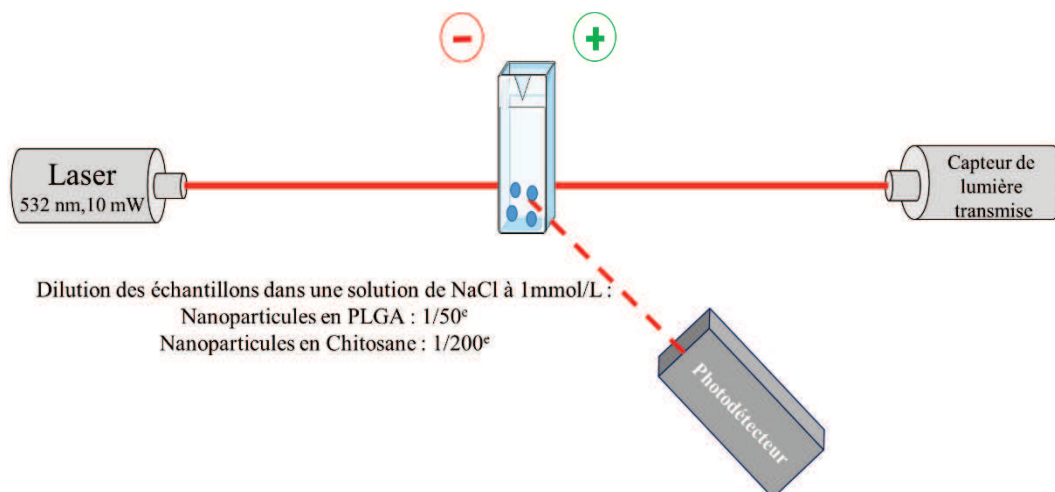 −
+
Laser
532 nm,10 mW
Capteur de
lumière
transmise
Dilution des échantillons dans une solution de NaCl à 1mmol/L :
Nanoparticules en PLGA : 1/50ᵉ
Nanoparticules en Chitosane : 1/200ᵉ
Photodétecteur